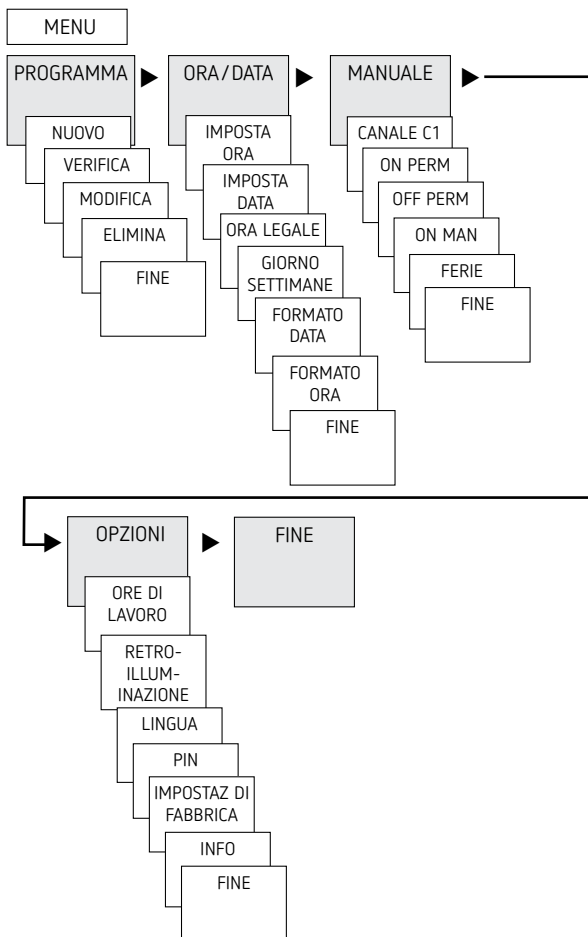 MENU
PROGRAMMA
NUOVO
VERIFICA
MODIFICA
ELIMINA
FINE
ORA/DATA
IMPOSTA
ORA
IMPOSTA
DATA
ORA LEGALE
GIORNO
SETTIMANE
FORMATO
DATA
FORMATO
ORA
FINE
MANUALE
CANALE C1
ON PERM
OFF PERM
ON MAN
FERIE
FINE
OPZIONI
ORE DI
LAVORO
RETRO-
ILLUM-
INAZIONE
LINGUA
PIN
IMPOSTAZ DI
FABBRICA
INFO
FINE
FINE